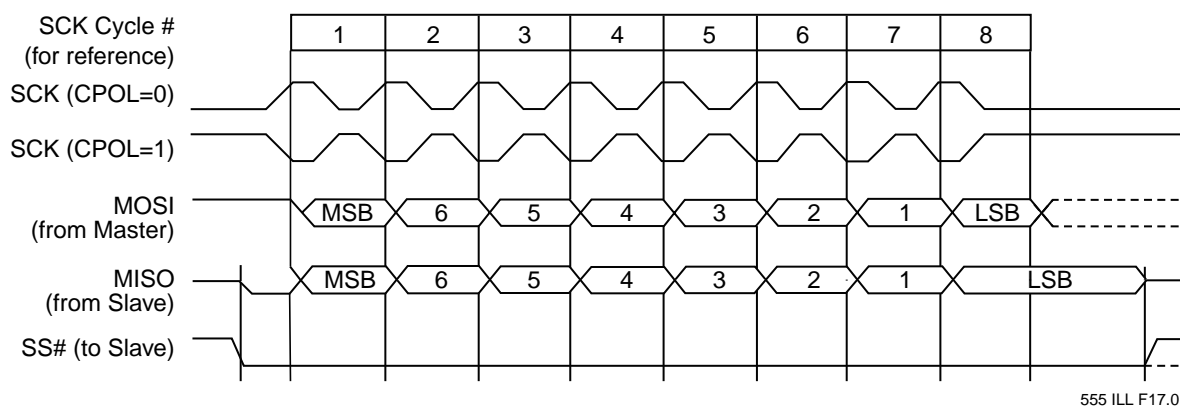 SCK Cycle #
(for reference)
1 2 3 4 5 6 7 8
SCK (CPOL=0)
SCK (CPOL=1)
MOSI
(from Master)
MSB 6 5 4 3 2 1 LSB
MISO
(from Slave)
MSB 6 5 4 3 2 1 LSB
SS# (to Slave)
555 ILL F17.0